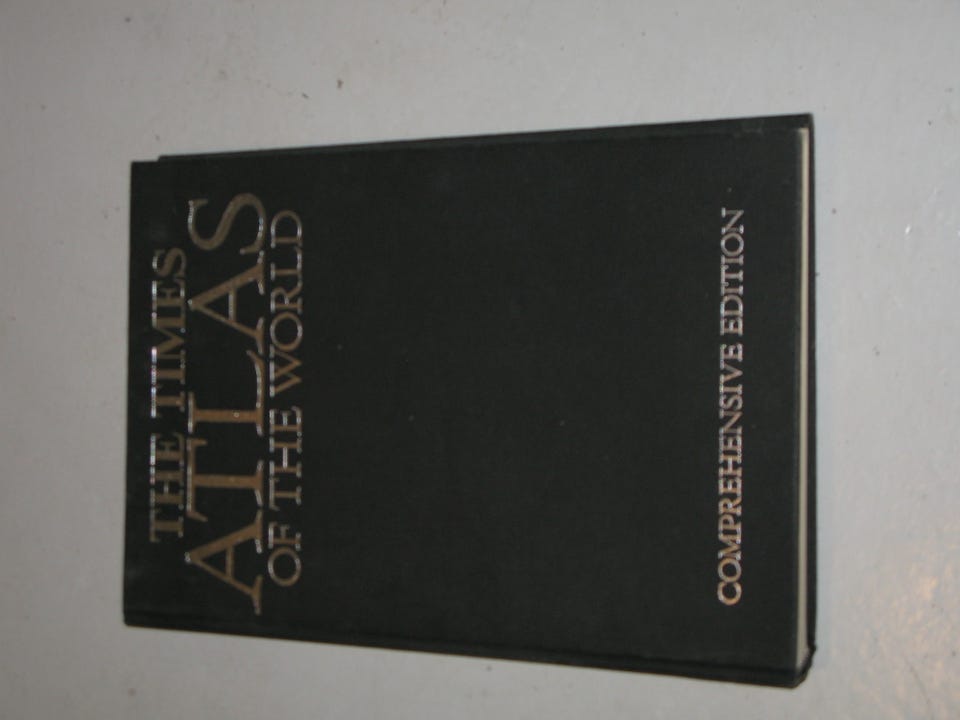 THE TIMES
ATLAS
OF THE WORLD
COMPREHENSIVE EDITION